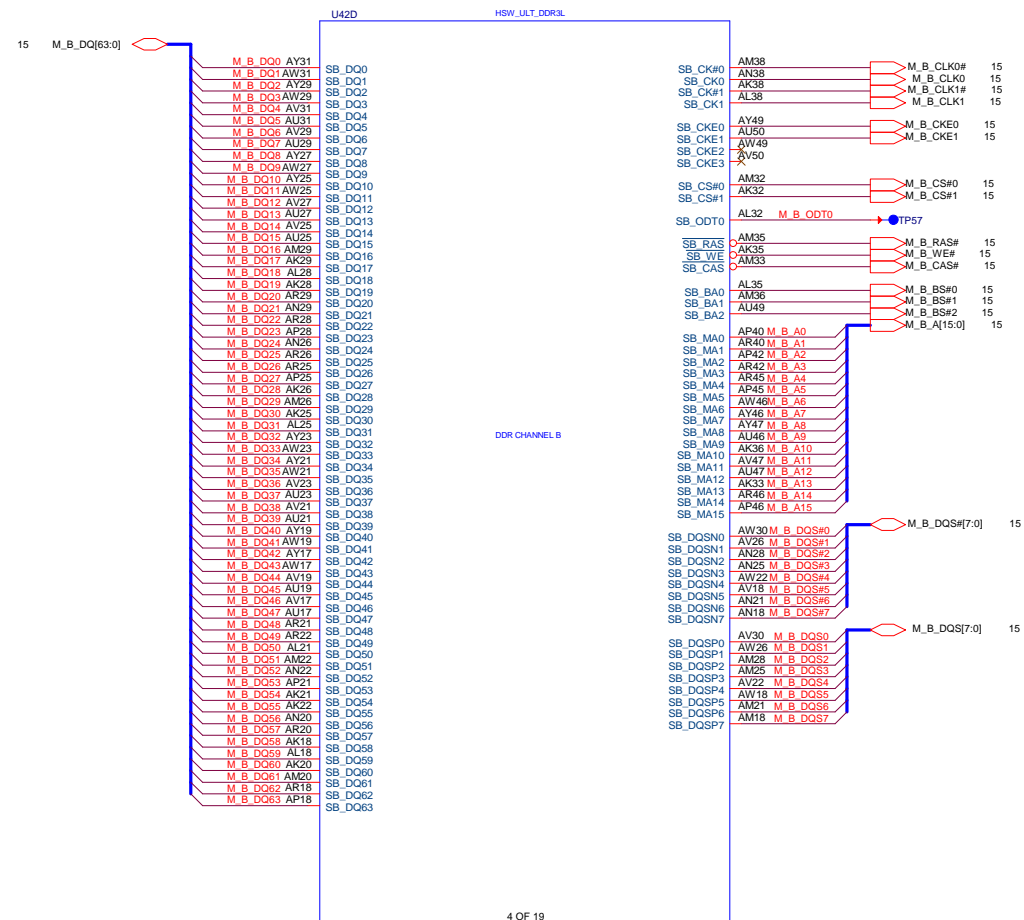 U42D
HSW_ULT_DDR3L
15 M_B_DQ[63:0]
M_B_DQ0 AY31 SB_DQ0
M_B_DQ1 AW31 SB_DQ1
M_B_DQ2 AY29 SB_DQ2
M_B_DQ3 AW29 SB_DQ3
M_B_DQ4 AV31 SB_DQ4
M_B_DQ5 AU31 SB_DQ5
M_B_DQ6 AV29 SB_DQ6
M_B_DQ7 AU29 SB_DQ7
M_B_DQ8 AY27 SB_DQ8
M_B_DQ9 AW27 SB_DQ9
M_B_DQ10 AY25 SB_DQ10
M_B_DQ11 AW25 SB_DQ11
M_B_DQ12 AV27 SB_DQ12
M_B_DQ13 AU27 SB_DQ13
M_B_DQ14 AV25 SB_DQ14
M_B_DQ15 AU25 SB_DQ15
M_B_DQ16 AM29 SB_DQ16
M_B_DQ17 AK29 SB_DQ17
M_B_DQ18 AL28 SB_DQ18
M_B_DQ19 AK28 SB_DQ19
M_B_DQ20 AR29 SB_DQ20
M_B_DQ21 AN29 SB_DQ21
M_B_DQ22 AR28 SB_DQ22
M_B_DQ23 AP28 SB_DQ23
M_B_DQ24 AN26 SB_DQ24
M_B_DQ25 AR26 SB_DQ25
M_B_DQ26 AR25 SB_DQ26
M_B_DQ27 AP25 SB_DQ27
M_B_DQ28 AK26 SB_DQ28
M_B_DQ29 AM26 SB_DQ29
M_B_DQ30 AK25 SB_DQ30
M_B_DQ31 AL25 SB_DQ31
M_B_DQ32 AY23 SB_DQ32
M_B_DQ33 AW23 SB_DQ33
M_B_DQ34 AY21 SB_DQ34
M_B_DQ35 AW21 SB_DQ35
M_B_DQ36 AV23 SB_DQ36
M_B_DQ37 AU23 SB_DQ37
M_B_DQ38 AV21 SB_DQ38
M_B_DQ39 AU21 SB_DQ39
M_B_DQ40 AY19 SB_DQ40
M_B_DQ41 AW19 SB_DQ41
M_B_DQ42 AY17 SB_DQ42
M_B_DQ43 AW17 SB_DQ43
M_B_DQ44 AV19 SB_DQ44
M_B_DQ45 AU19 SB_DQ45
M_B_DQ46 AV17 SB_DQ46
M_B_DQ47 AU17 SB_DQ47
M_B_DQ48 AR21 SB_DQ48
M_B_DQ49 AR22 SB_DQ49
M_B_DQ50 AL21 SB_DQ50
M_B_DQ51 AM22 SB_DQ51
M_B_DQ52 AN22 SB_DQ52
M_B_DQ53 AP21 SB_DQ53
M_B_DQ54 AK21 SB_DQ54
M_B_DQ55 AK22 SB_DQ55
M_B_DQ56 AN20 SB_DQ56
M_B_DQ57 AR20 SB_DQ57
M_B_DQ58 AK18 SB_DQ58
M_B_DQ59 AL18 SB_DQ59
M_B_DQ60 AK20 SB_DQ60
M_B_DQ61 AM20 SB_DQ61
M_B_DQ62 AR18 SB_DQ62
M_B_DQ63 AP18 SB_DQ63
DDR CHANNEL B
SB_CK#0 AM38 M_B_CLK0# 15
SB_CK0 AN38 M_B_CLK0 15
SB_CK#1 AK38 M_B_CLK1# 15
SB_CK1 AL38 M_B_CLK1 15
SB_CKE0 AY49 M_B_CKE0 15
SB_CKE1 AU50 M_B_CKE1 15
SB_CKE2 AW49
SB_CKE3 AV50
SB_CS#0 AM32 M_B_CS#0 15
SB_CS#1 AK32 M_B_CS#1 15
SB_ODT0 AL32 M_B_ODT0 TP57
SB_RAS AM35 M_B_RAS# 15
SB_WE AK35 M_B_WE# 15
SB_CAS AM33 M_B_CAS# 15
SB_BA0 AL35 M_B_BS#0 15
SB_BA1 AM36 M_B_BS#1 15
SB_BA2 AU49 M_B_BS#2 15
M_B_A[15:0] 15
SB_MA0 AP40 M_B_A0
SB_MA1 AR40 M_B_A1
SB_MA2 AP42 M_B_A2
SB_MA3 AR42 M_B_A3
SB_MA4 AR45 M_B_A4
SB_MA5 AP45 M_B_A5
SB_MA6 AW46 M_B_A6
SB_MA7 AY46 M_B_A7
SB_MA8 AY47 M_B_A8
SB_MA9 AU46 M_B_A9
SB_MA10 AK36 M_B_A10
SB_MA11 AV47 M_B_A11
SB_MA12 AU47 M_B_A12
SB_MA13 AK33 M_B_A13
SB_MA14 AR46 M_B_A14
SB_MA15 AP46 M_B_A15
M_B_DQS#[7:0] 15
SB_DQSN0 AW30 M_B_DQS#0
SB_DQSN1 AV26 M_B_DQS#1
SB_DQSN2 AN28 M_B_DQS#2
SB_DQSN3 AN25 M_B_DQS#3
SB_DQSN4 AW22 M_B_DQS#4
SB_DQSN5 AV18 M_B_DQS#5
SB_DQSN6 AN21 M_B_DQS#6
SB_DQSN7 AN18 M_B_DQS#7
M_B_DQS[7:0] 15
SB_DQSP0 AV30 M_B_DQS0
SB_DQSP1 AW26 M_B_DQS1
SB_DQSP2 AM28 M_B_DQS2
SB_DQSP3 AM25 M_B_DQS3
SB_DQSP4 AV22 M_B_DQS4
SB_DQSP5 AW18 M_B_DQS5
SB_DQSP6 AM21 M_B_DQS6
SB_DQSP7 AM18 M_B_DQS7
4 OF 19